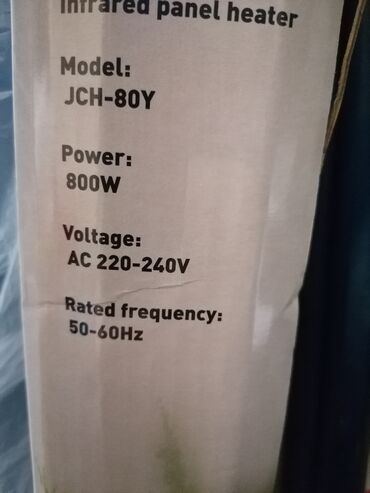 Infrared panel heater
Model:
JCH-80Y
Power:
800W
Voltage:
AC 220-240V
Rated frequency:
50-60Hz